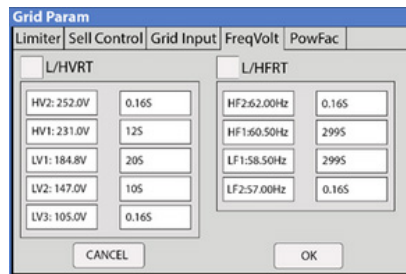 Grid Param
Limiter Sell Control Grid Input FreqVolt PowFac
L/HVRT L/HFRT
HV2: 252.0V 0.16S HF2:62.00Hz 0.16S
HV1: 231.0V 12S HF1:60.50Hz 299S
LV1: 184.8V 20S LF1:58.50Hz 299S
LV2: 147.0V 10S LF2:57.00Hz 0.16S
LV3: 105.0V 0.16S
CANCEL OK